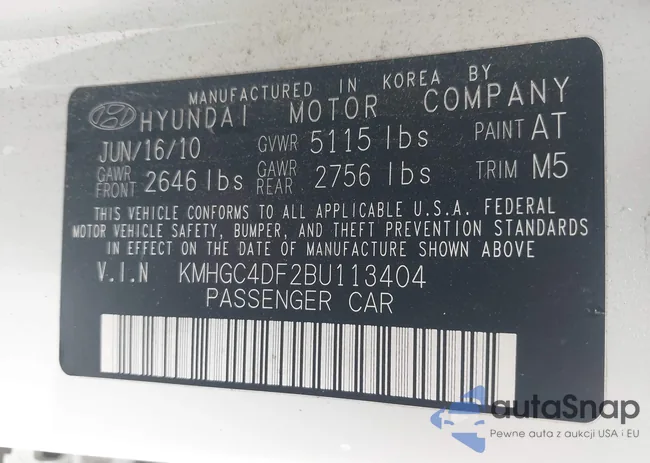 MANUFACTURED IN KOREA BY
HYUNDAI MOTOR COMPANY
JUN/16/10 GVWR 5115 lbs PAINT AT
GAWR FRONT 2646 lbs GAWR REAR 2756 lbs TRIM M5
THIS VEHICLE CONFORMS TO ALL APPLICABLE U.S.A. FEDERAL
MOTOR VEHICLE SAFETY, BUMPER, AND THEFT PREVENTION STANDARDS
IN EFFECT ON THE DATE OF MANUFACTURE SHOWN ABOVE
V.I.N KMHGC4DF2BU113404
PASSENGER CAR
autaSnap
Pewne auta z aukcji USA i EU